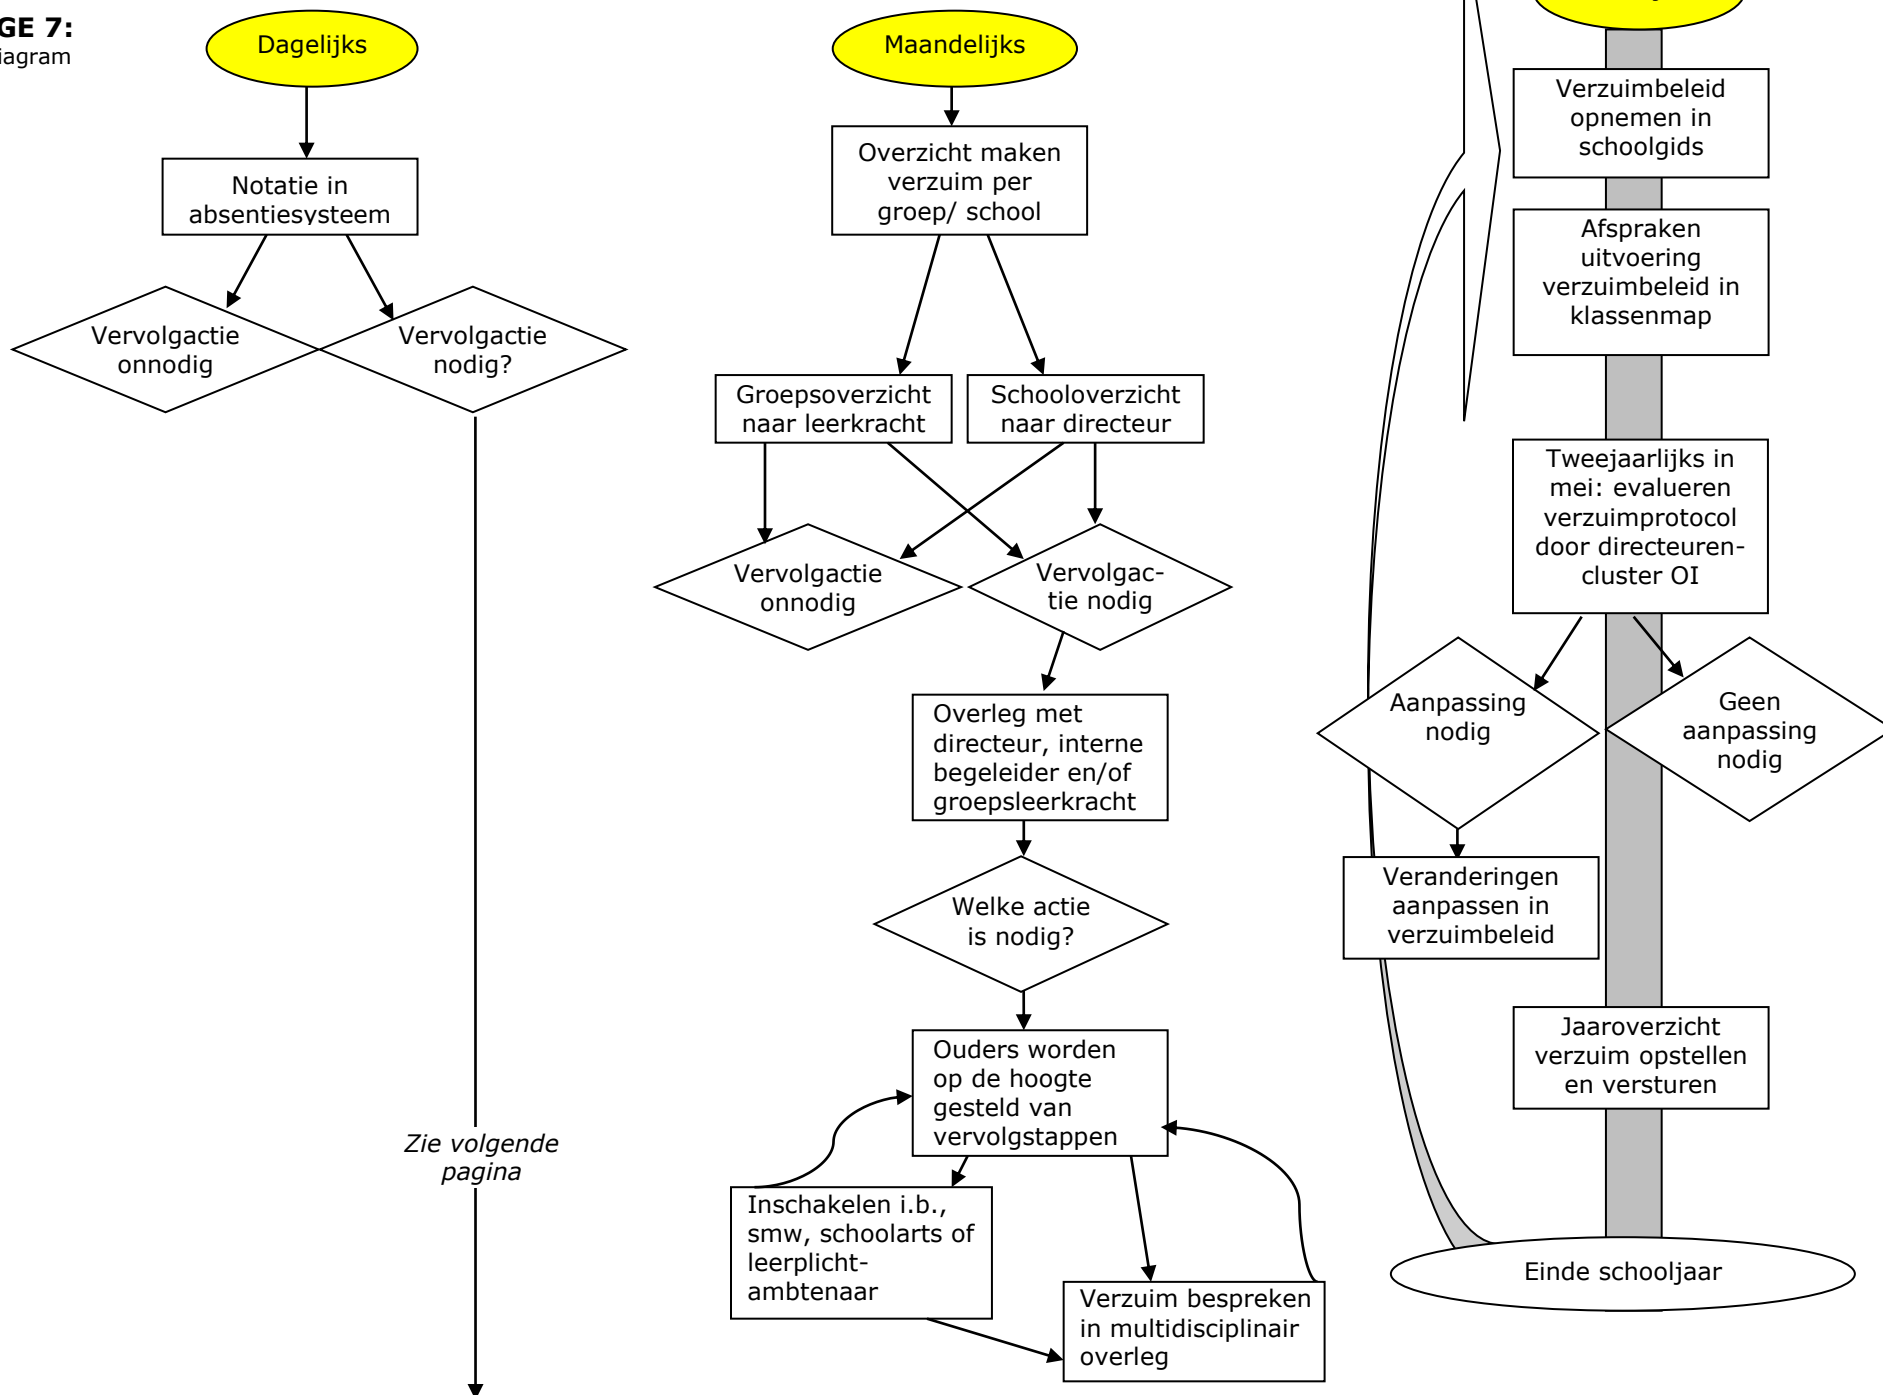 GE 7:
iagram
Dagelijks
Notatie in
absentiesysteem
Vervolgactie
onnodig
Vervolgactie
nodig?
Zie volgende
pagina
Maandelijks
Overzicht maken
verzuim per
groep/ school
Groepsoverzicht
naar leerkracht
Schooloverzicht
naar directeur
Vervolgactie
onnodig
Vervolgac-
tie nodig
Overleg met
directeur, interne
begeleider en/of
groepsleerkracht
Welke actie
is nodig?
Ouders worden
op de hoogte
gesteld van
vervolgstappen
Inschakelen i.b.,
smw, schoolarts of
leerplicht-
ambtenaar
Verzuim bespreken
in multidisciplinair
overleg
Verzuimbeleid
opnemen in
schoolgids
Afspraken
uitvoering
verzuimbeleid in
klassenmap
Tweejaarlijks in
mei: evalueren
verzuimprotocol
door directeuren-
cluster OI
Aanpassing
nodig
Geen
aanpassing
nodig
Veranderingen
aanpassen in
verzuimbeleid
Jaaroverzicht
verzuim opstellen
en versturen
Einde schooljaar